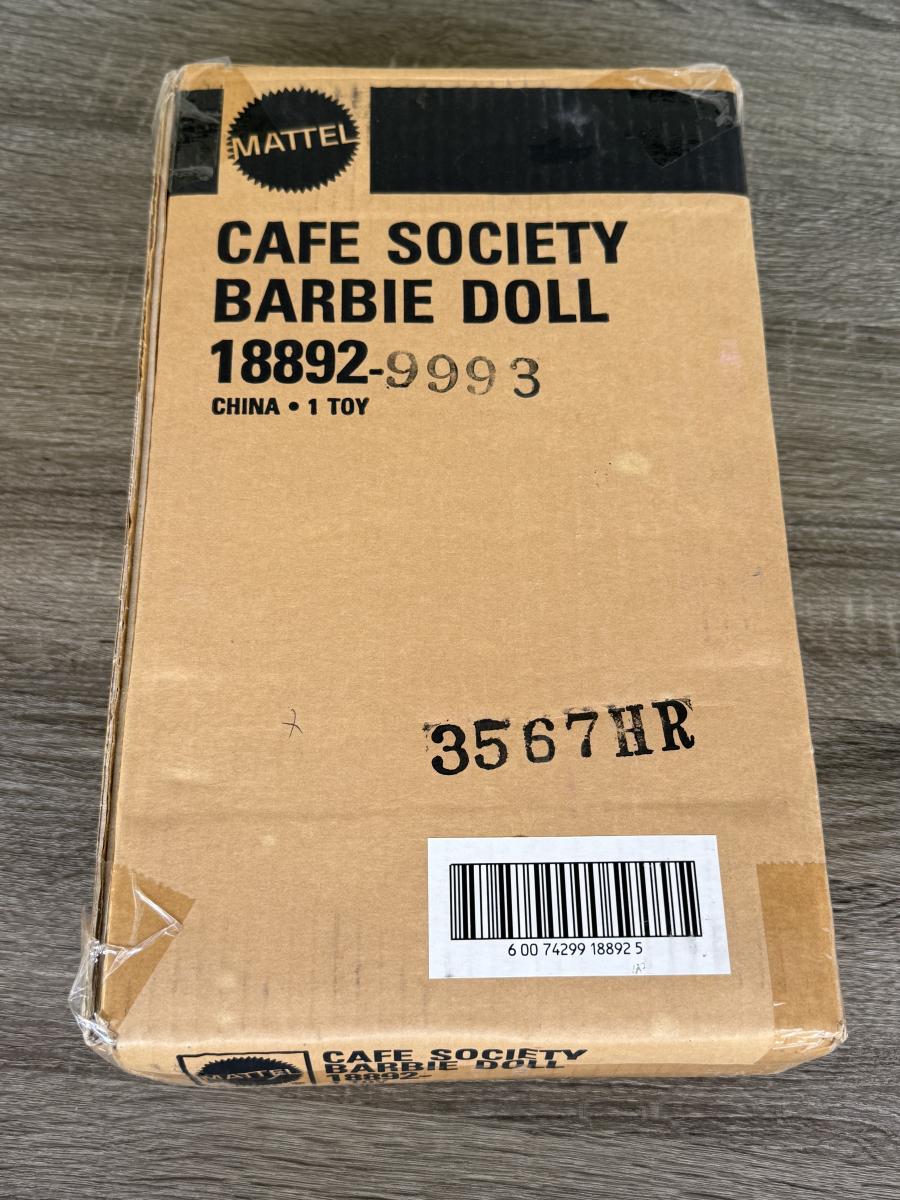 MATTEL
CAFE SOCIETY
BARBIE DOLL
18892-9993
CHINA • 1 TOY
3567HR
6 00 74299 18892 5
MATTEL
CAFE SOCIETY
BARBIE DOLL
18892-